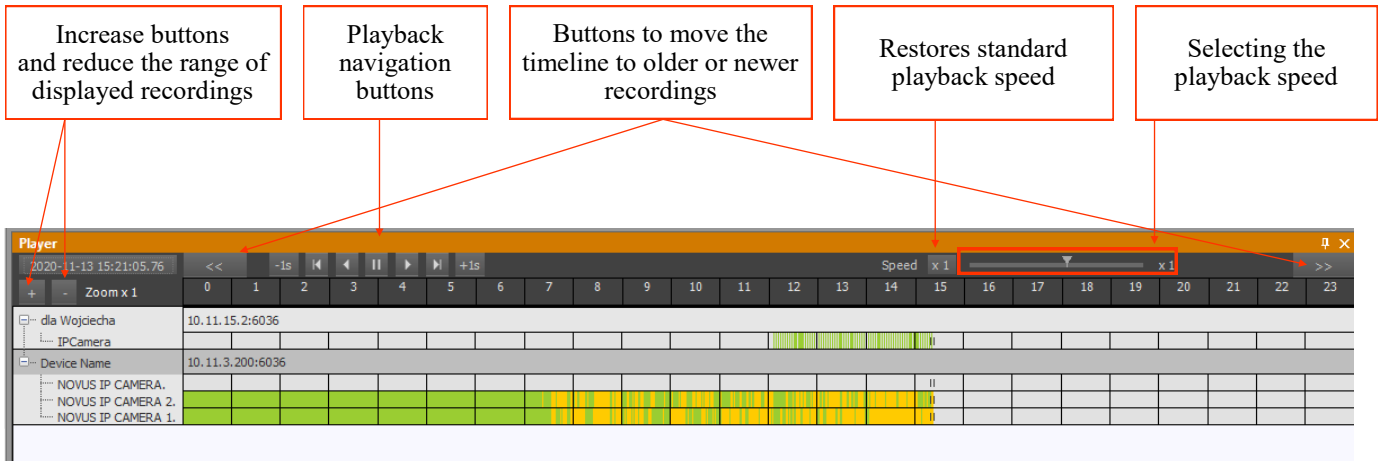 Increase buttons
and reduce the range of
displayed recordings
Playback
navigation
buttons
Buttons to move the
timeline to older or newer
recordings
Restores standard
playback speed
Selecting the
playback speed
Player
2020-11-13 15:21:05.76 << -1s +1s Speed x 1 x 1 >>
+ - Zoom x 1 0 1 2 3 4 5 6 7 8 9 10 11 12 13 14 15 16 17 18 19 20 21 22 23
dla Wojciecha 10.11.15.2:6036
IPCamera
Device Name 10.11.3.200:6036
NOVUS IP CAMERA.
NOVUS IP CAMERA 2.
NOVUS IP CAMERA 1.